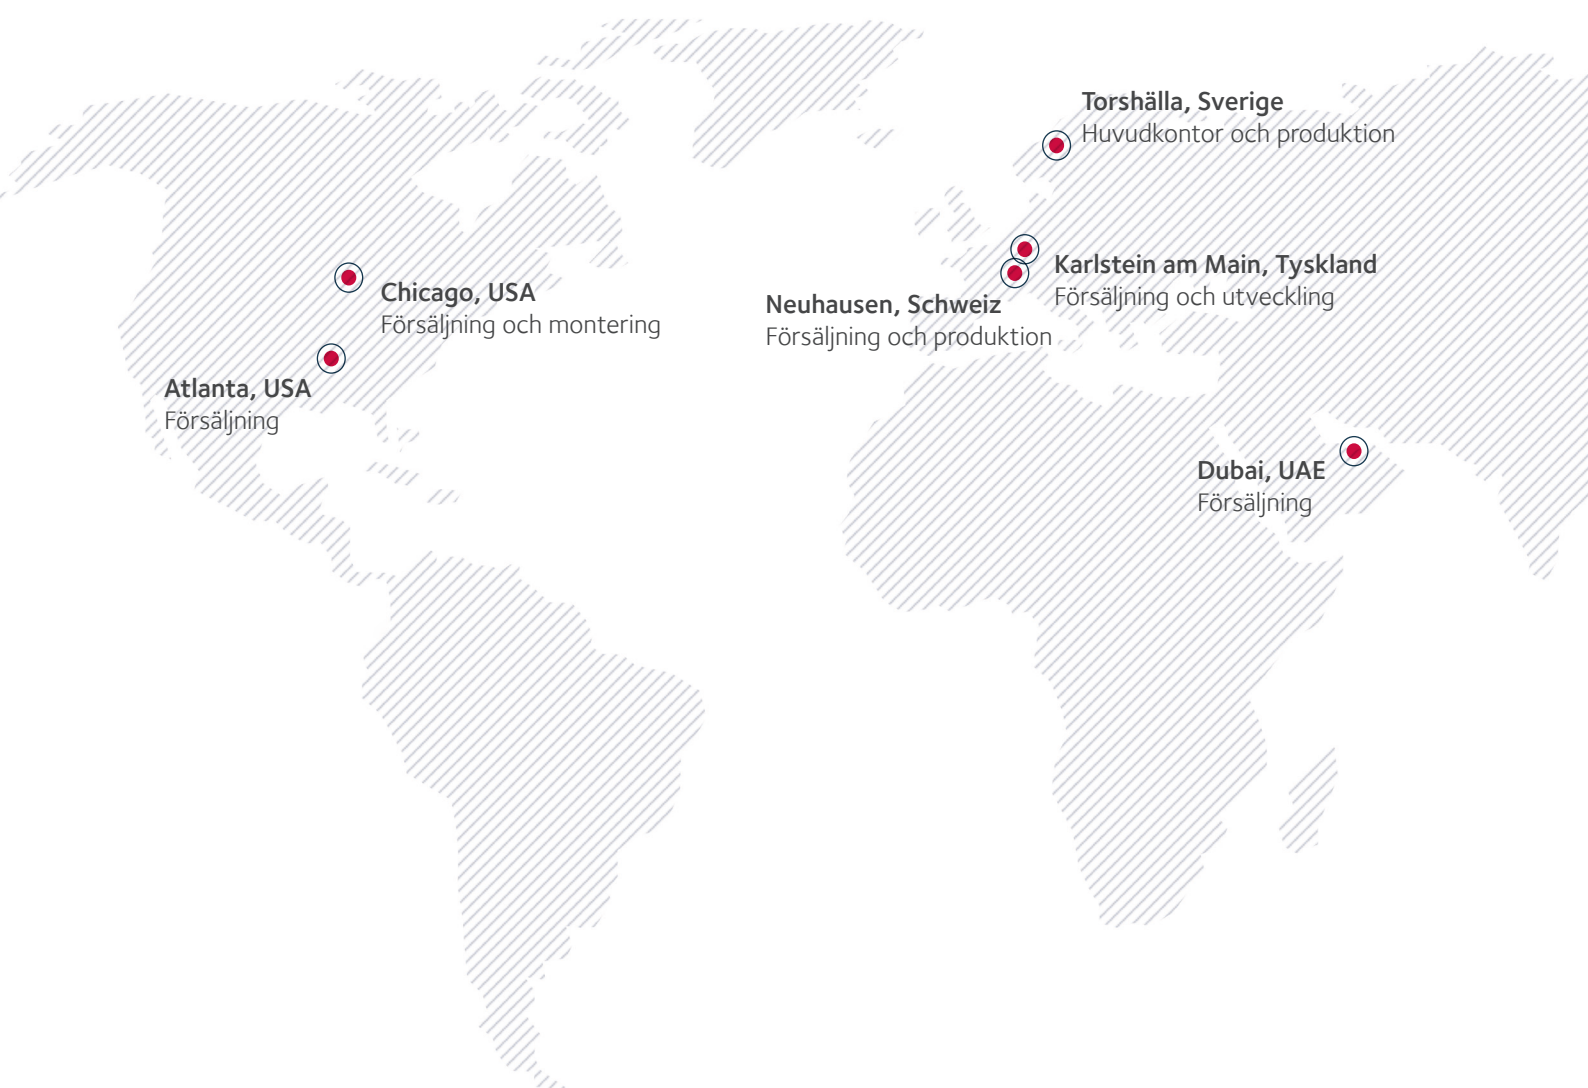 Torshälla, Sverige
Huvudkontor och produktion
Karlstein am Main, Tyskland
Försäljning och utveckling
Neuhausen, Schweiz
Försäljning och produktion
Chicago, USA
Försäljning och montering
Atlanta, USA
Försäljning
Dubai, UAE
Försäljning